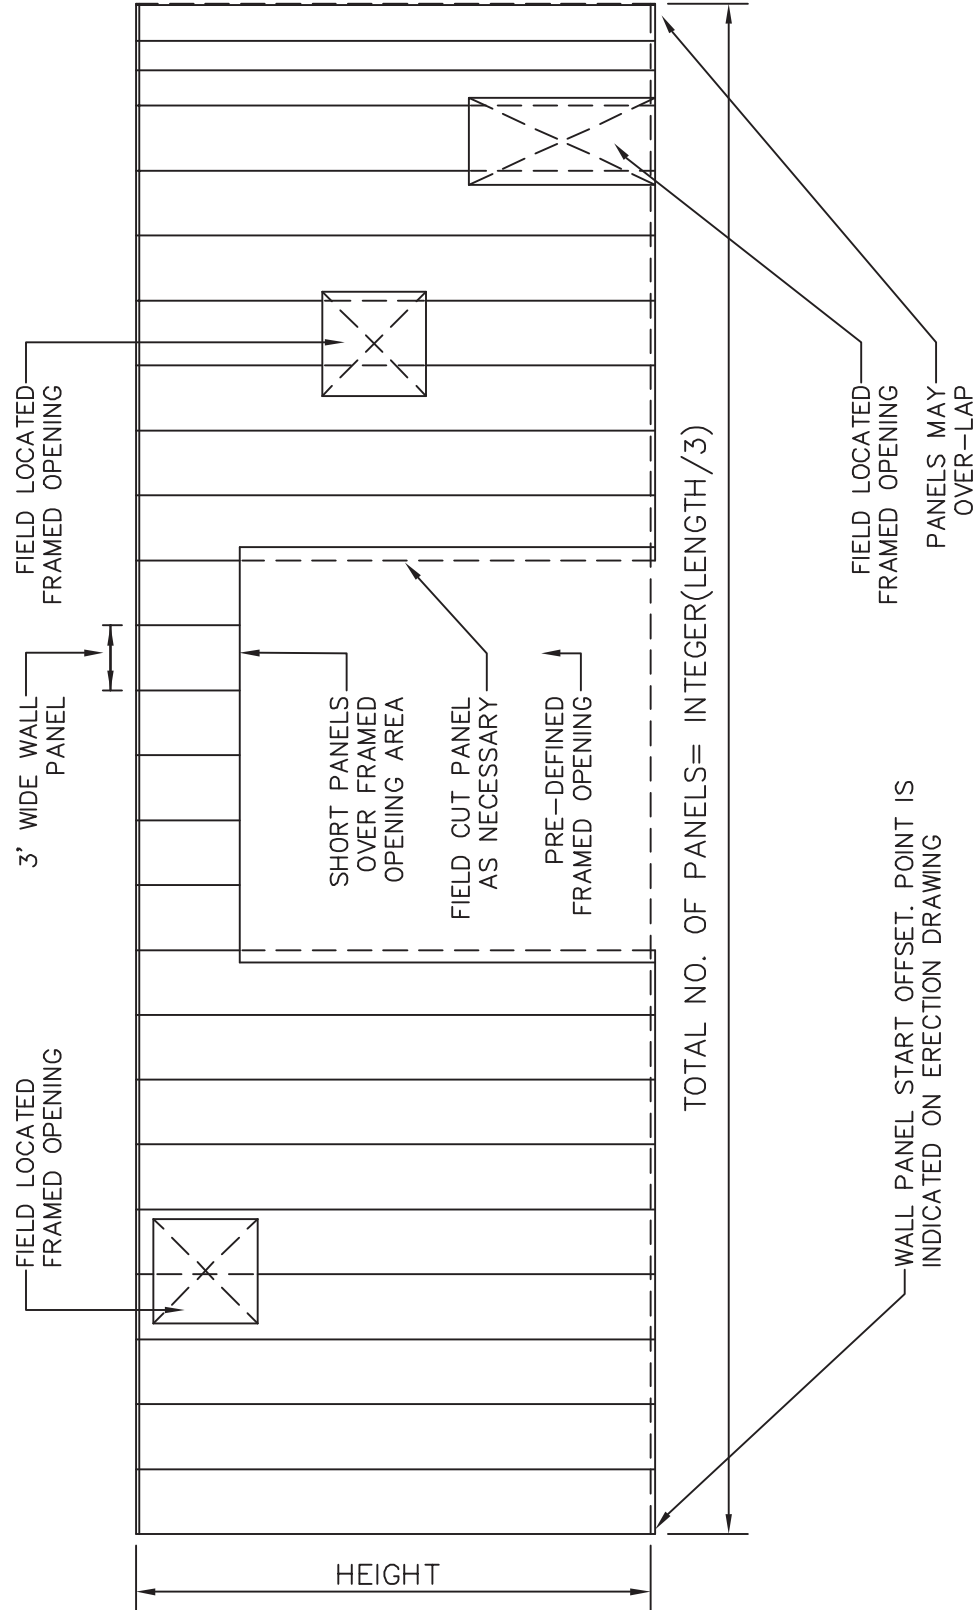 FIELD LOCATED
FRAMED OPENING
3' WIDE WALL
PANEL
FIELD LOCATED
FRAMED OPENING
SHORT PANELS
OVER FRAMED
OPENING AREA
FIELD CUT PANEL
AS NECESSARY
PRE-DEFINED
FRAMED OPENING
HEIGHT
TOTAL NO. OF PANELS= INTEGER(LENGTH/3)
WALL PANEL START OFFSET. POINT IS
INDICATED ON ERECTION DRAWING
FIELD LOCATED
FRAMED OPENING
PANELS MAY
OVER-LAP